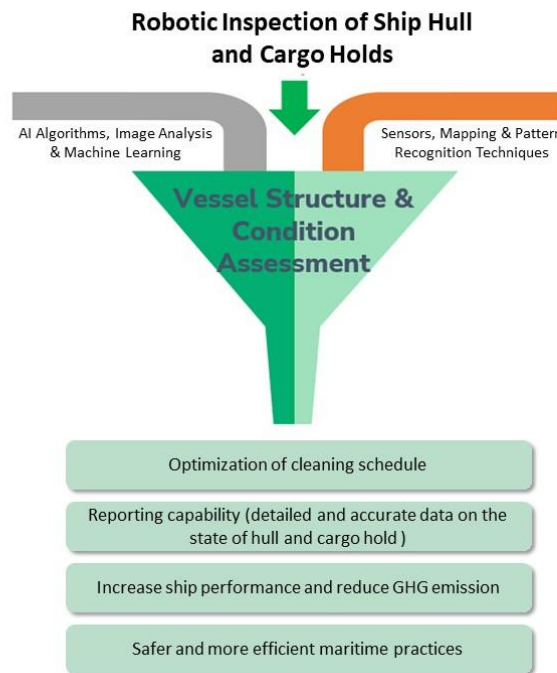 Robotic Inspection of Ship Hull
and Cargo Holds
AI Algorithms, Image Analysis
& Machine Learning
Sensors, Mapping & Pattern
Recognition Techniques
Vessel Structure &
Condition
Assessment
Optimization of cleaning schedule
Reporting capability (detailed and accurate data on the
state of hull and cargo hold )
Increase ship performance and reduce GHG emission
Safer and more efficient maritime practices